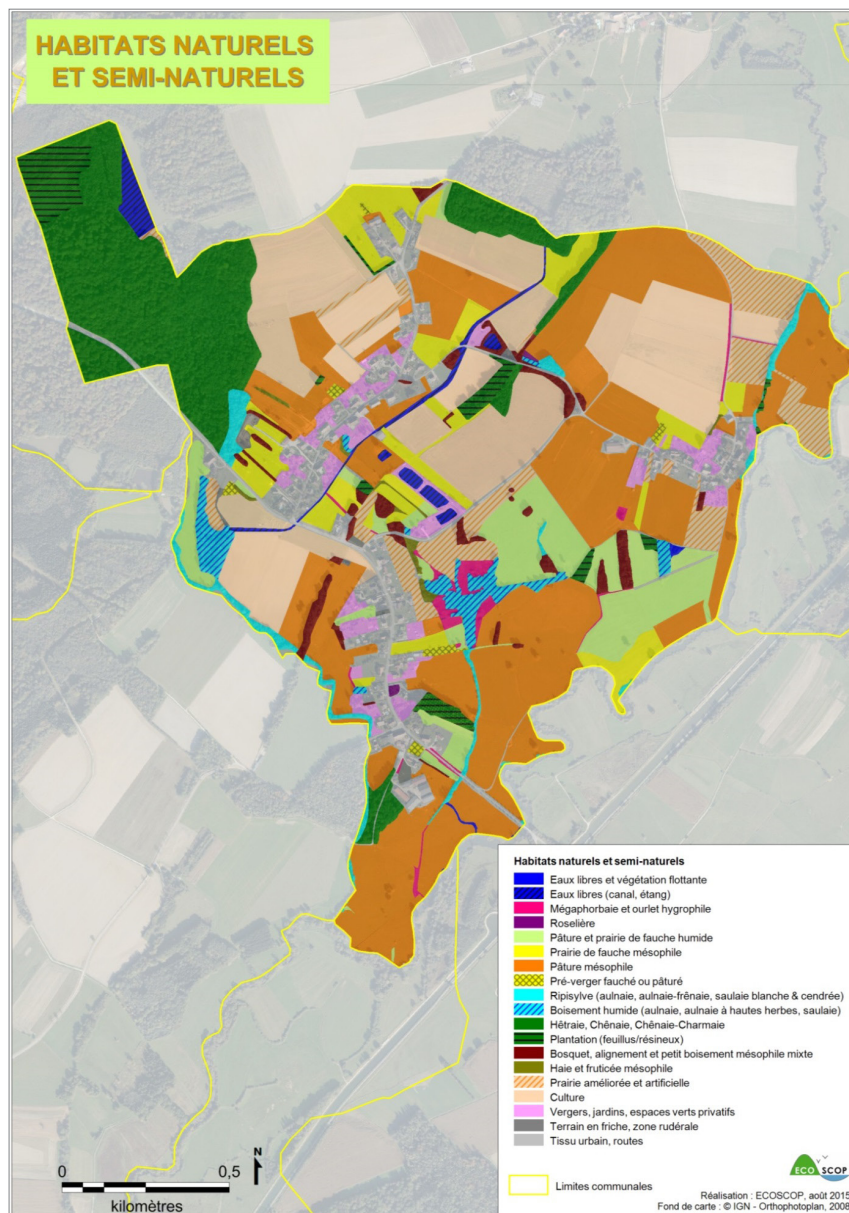 HABITATS NATURELS
ET SEMI-NATURELS
Habitats naturels et semi-naturels
Eaux libres et végétation flottante
Eaux libres (canal, étang)
Mégaphorbaie et ourlet hygrophile
Roselière
Pâture et prairie de fauche humide
Prairie de fauche mésophile
Pâture mésophile
Pré-verger fauché ou pâturé
Ripisylve (aulnaie, aulnaie-frênaie, saulaie blanche & cendrée)
Boisement humide (aulnaie, aulnaie à hautes herbes, saulaie)
Hêtraie, Chênaie, Chênaie-Charmaie
Plantation (feuillus/résineux)
Bosquet, alignement et petit boisement mésophile mixte
Haie et fruticée mésophile
Prairie améliorée et artificielle
Culture
Vergers, jardins, espaces verts privatifs
Terrain en friche, zone rudérale
Tissu urbain, routes
Limites communales
ECO SCOP
Réalisation : ECOSCOP, août 2015
Fond de carte : © IGN - Orthophotoplan, 2008
0 0,5
N
kilomètres